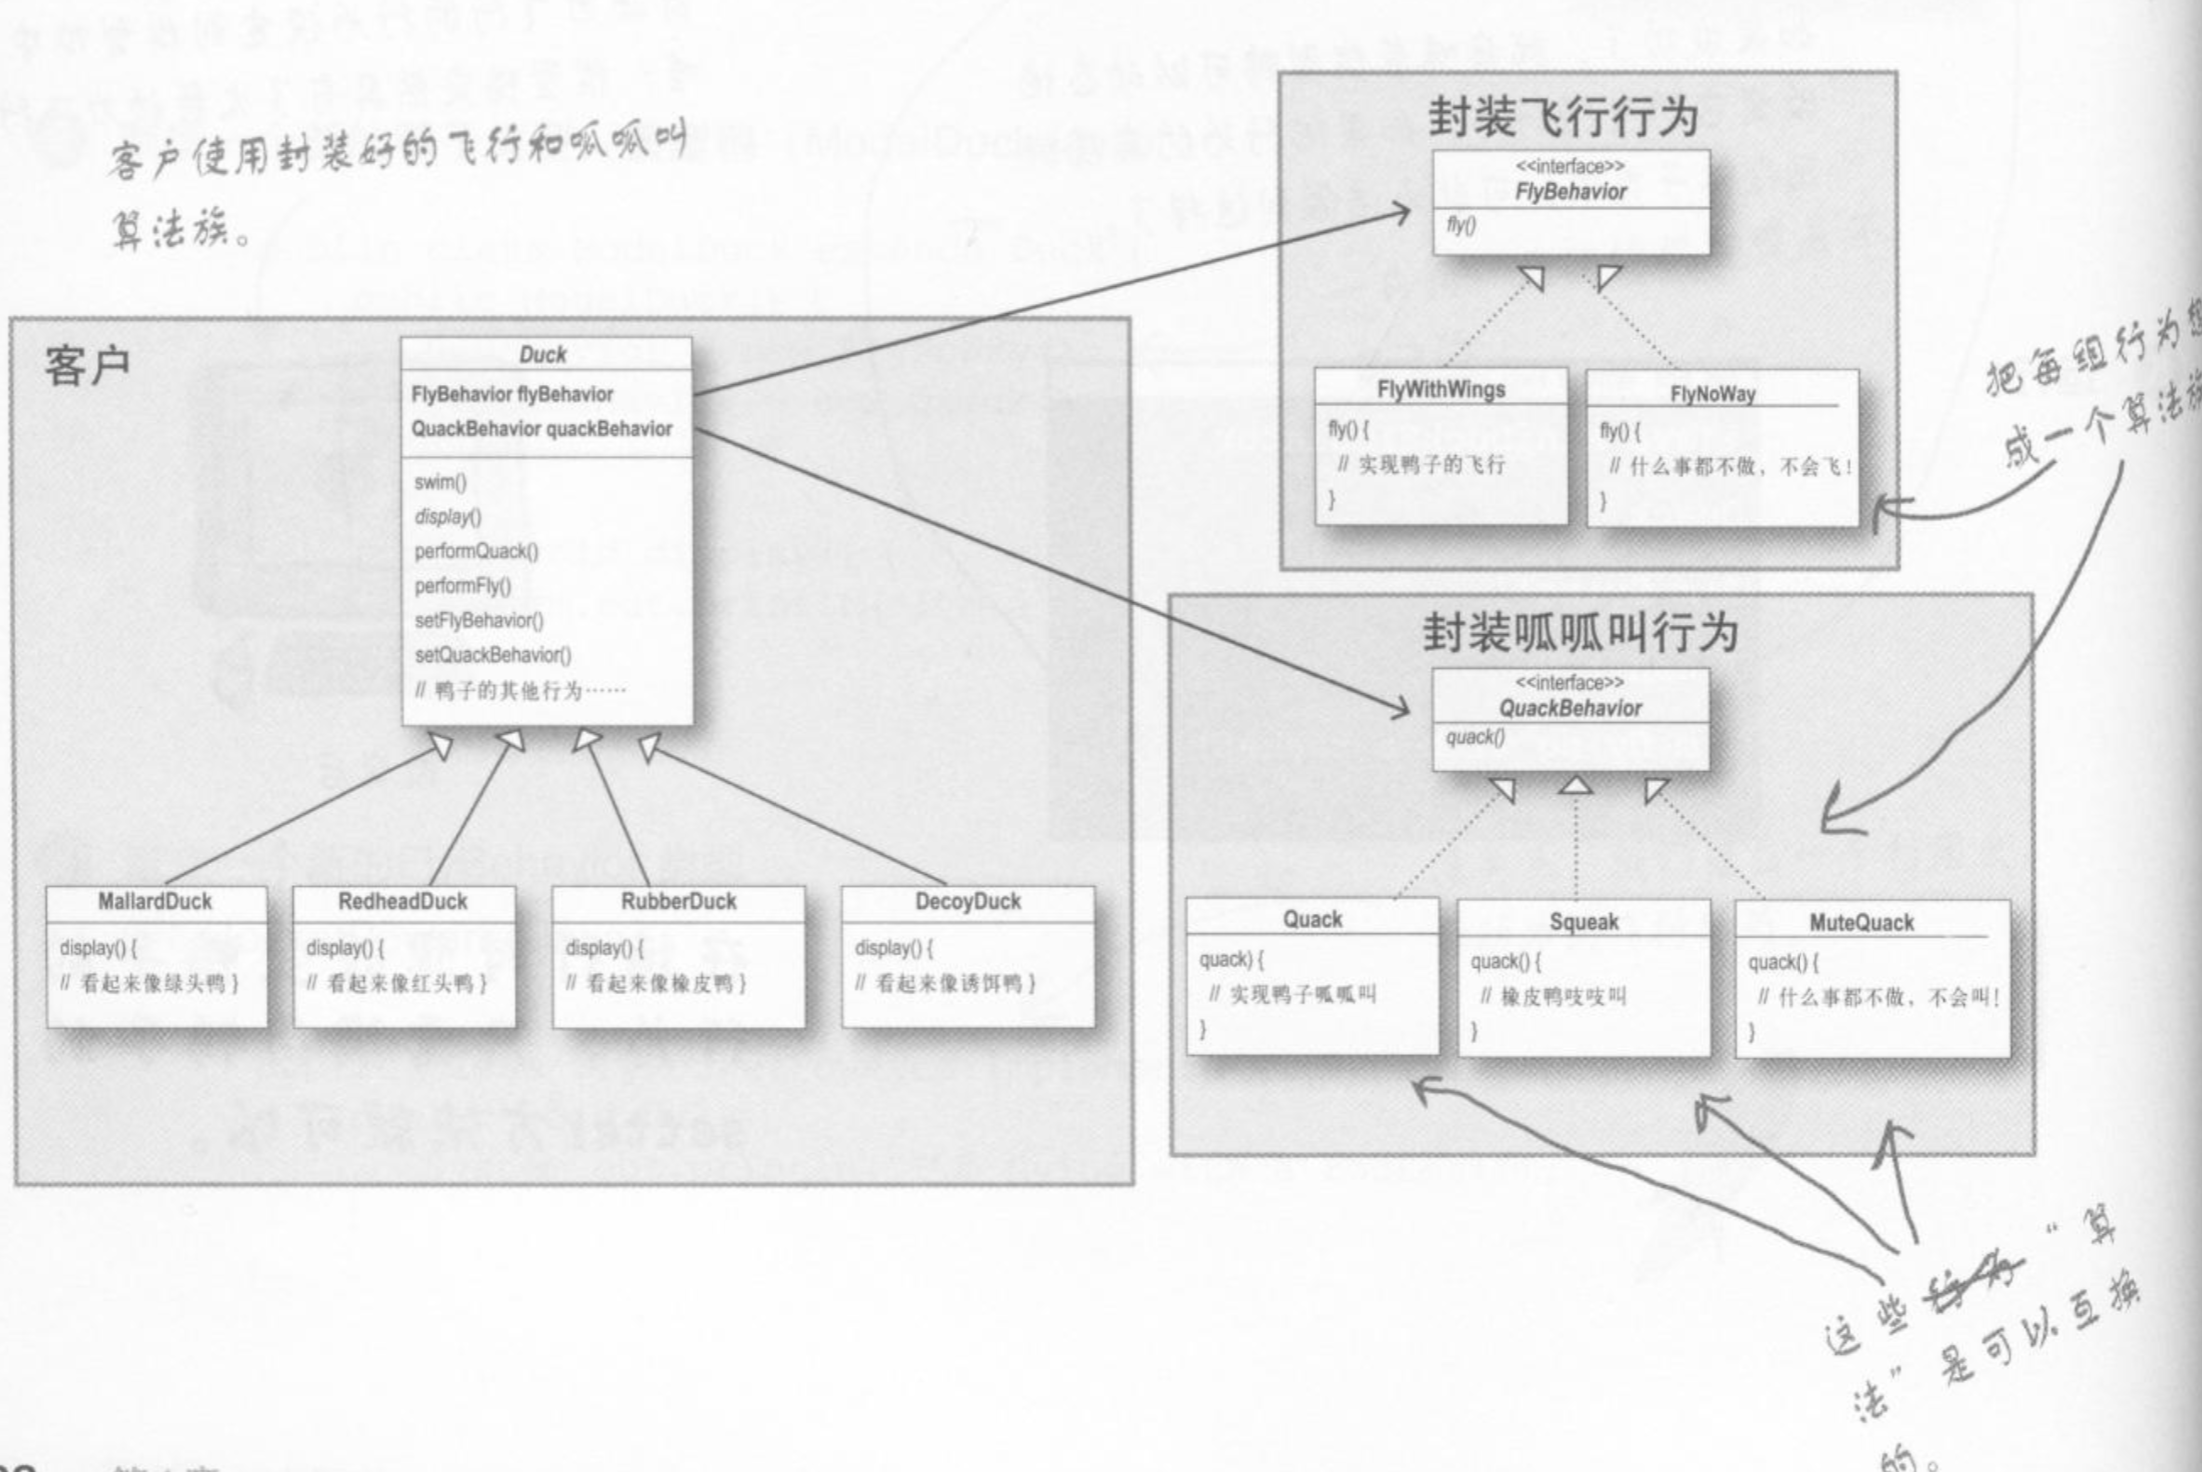 客户使用封装好的飞行和呱呱叫
算法族。
客户
Duck
FlyBehavior flyBehavior
QuackBehavior quackBehavior
swim()
display()
performQuack()
performFly()
setFlyBehavior()
setQuackBehavior()
// 鸭子的其他行为……
MallardDuck
display() {
// 看起来像绿头鸭 }
RedheadDuck
display() {
// 看起来像红头鸭 }
RubberDuck
display() {
// 看起来像橡皮鸭 }
DecoyDuck
display() {
// 看起来像诱饵鸭 }
封装飞行行为
<<interface>>
FlyBehavior
fly()
FlyWithWings
fly() {
// 实现鸭子的飞行
}
FlyNoWay
fly() {
// 什么事都不做，不会飞！
}
把每组行为想
成一个算法族
封装呱呱叫行为
<<interface>>
QuackBehavior
quack()
Quack
quack) {
// 实现鸭子呱呱叫
}
Squeak
quack() {
// 橡皮鸭吱吱叫
}
MuteQuack
quack() {
// 什么事都不做，不会叫！
}
这些行为“算
法”是可以互换
的。